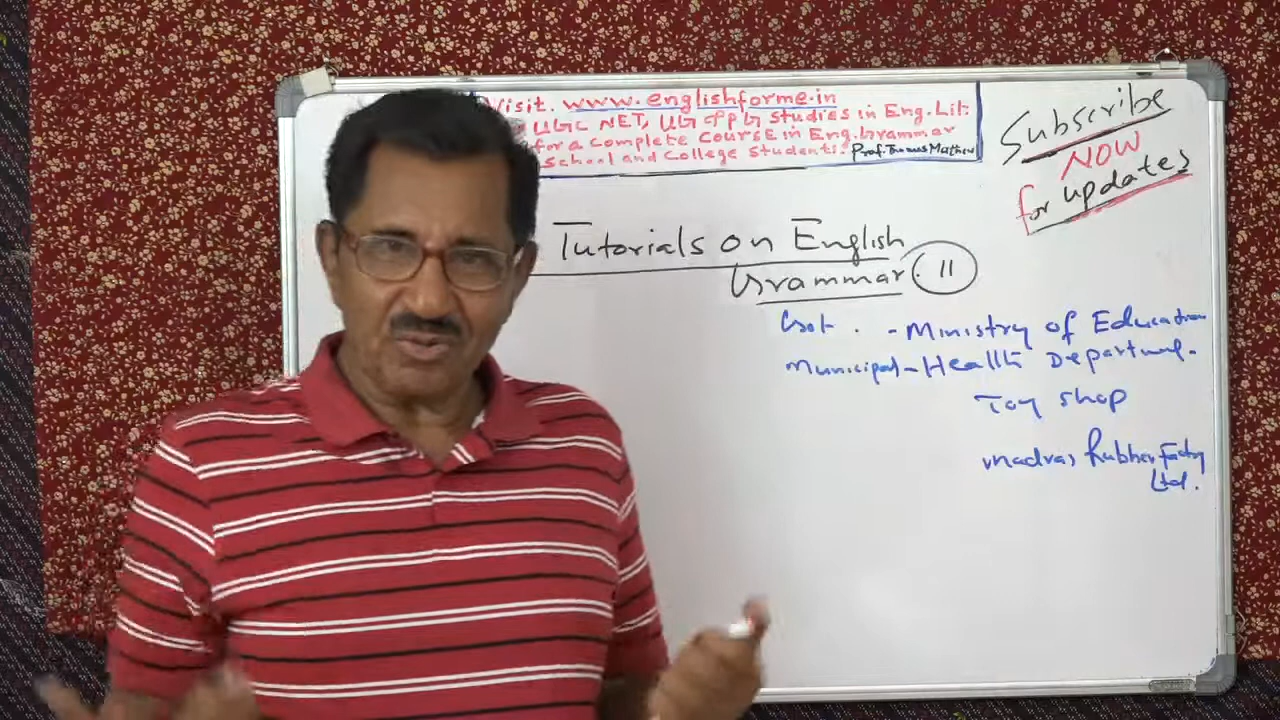 Visit. www.englishforme.in
UGC NET, UG & PG Studies in Eng. Lit.
for a Complete Course in Eng. Grammar
School and College Students. Prof. Mathew
Subscribe
NOW
for updates
Tutorials on English
Grammar. 11
Govt. - Ministry of Education
Municipal - Health Department.
Toy shop
Madras Rubber Factory
Ltd.